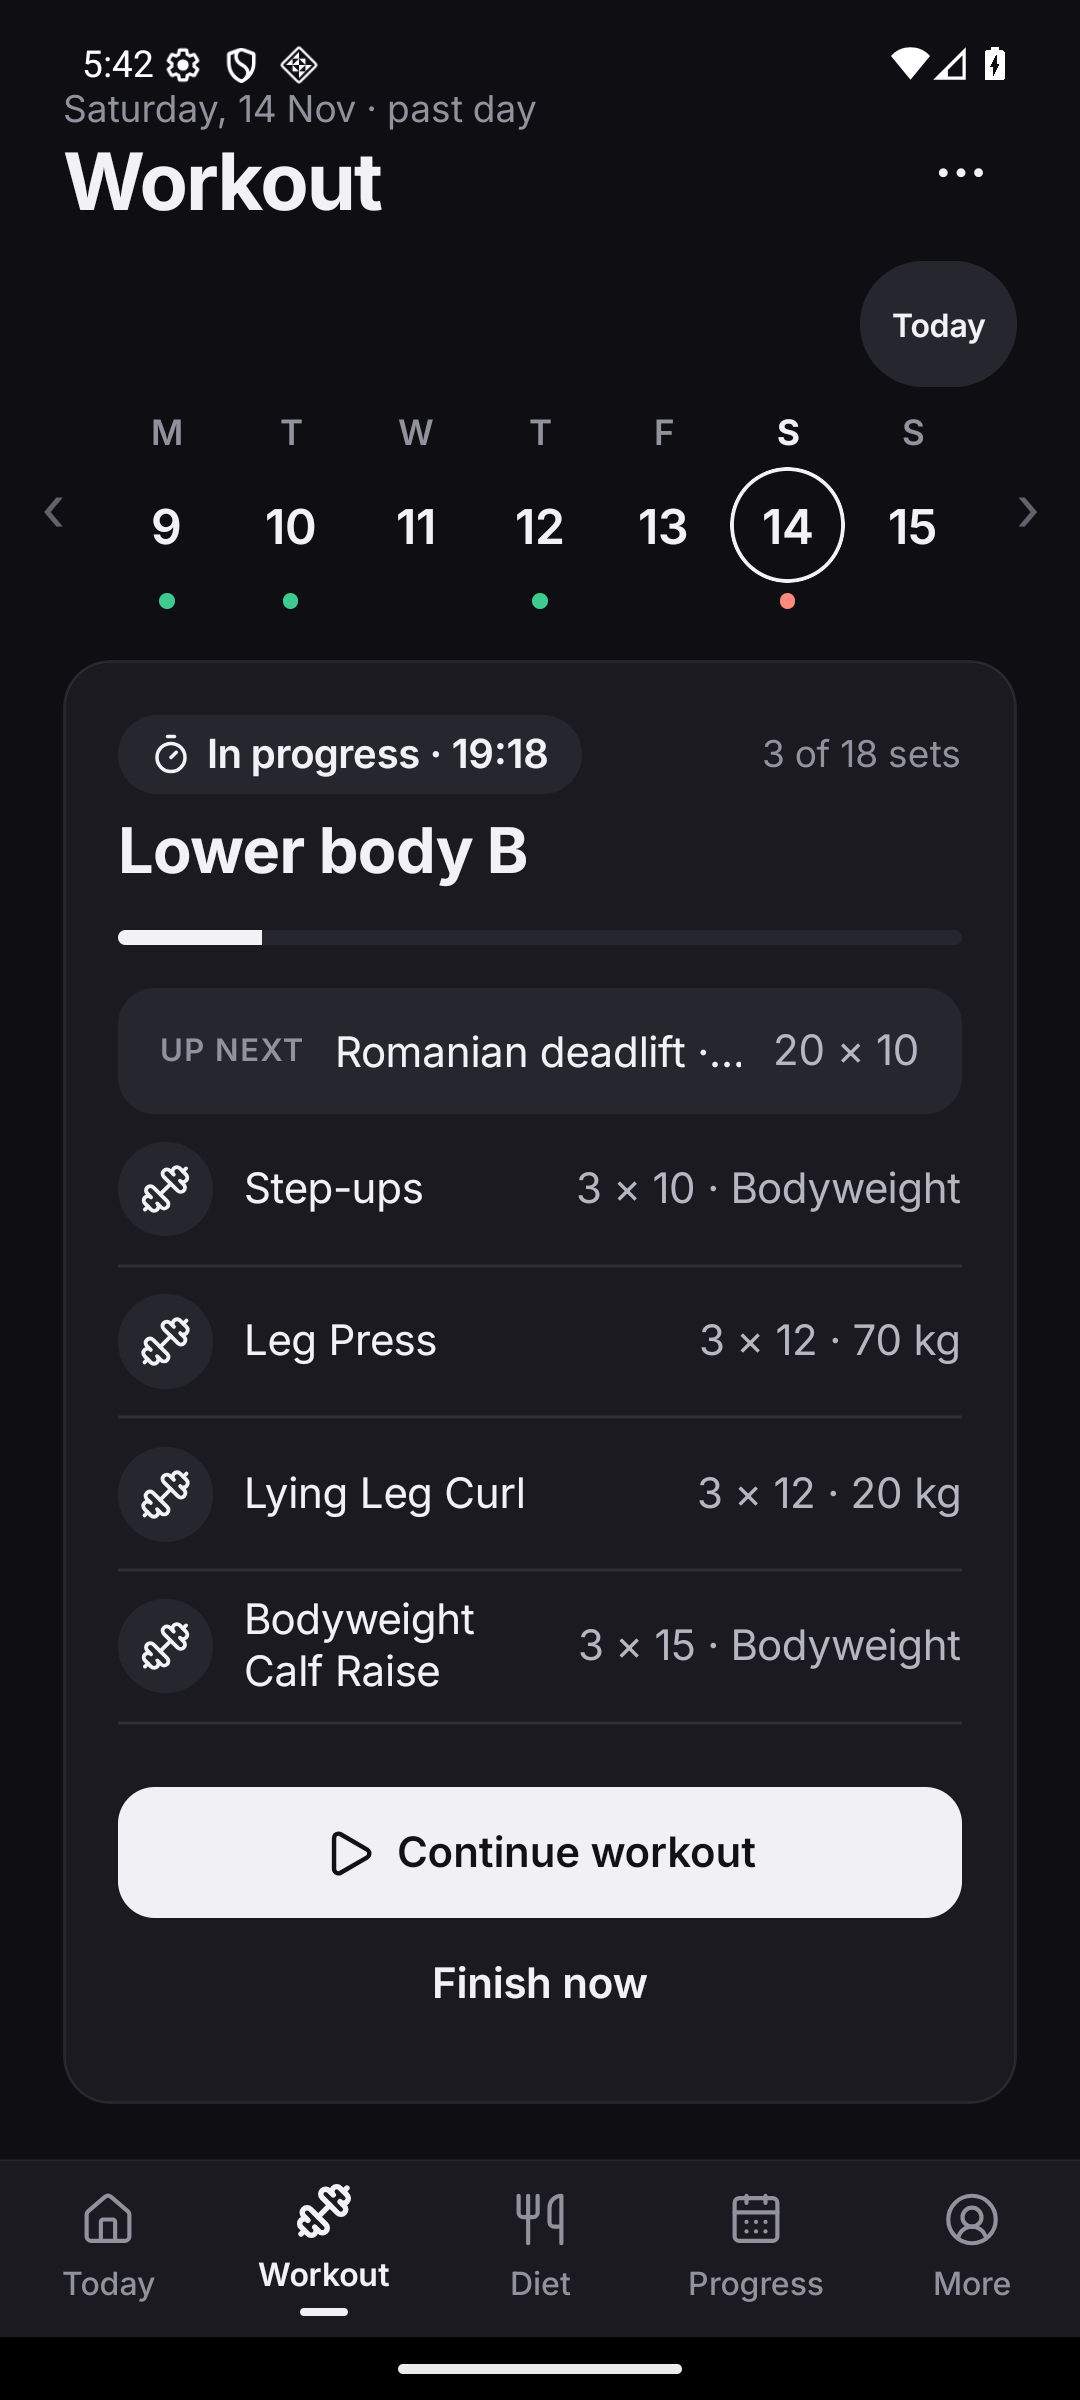 5:42
Saturday, 14 Nov · past day
Workout
Today
M T W T F S S
9 10 11 12 13 14 15
In progress · 19:18
3 of 18 sets
Lower body B
UP NEXT Romanian deadlift ·... 20 × 10
Step-ups 3 × 10 · Bodyweight
Leg Press 3 × 12 · 70 kg
Lying Leg Curl 3 × 12 · 20 kg
Bodyweight
Calf Raise
3 × 15 · Bodyweight
Continue workout
Finish now
Today Workout Diet Progress More